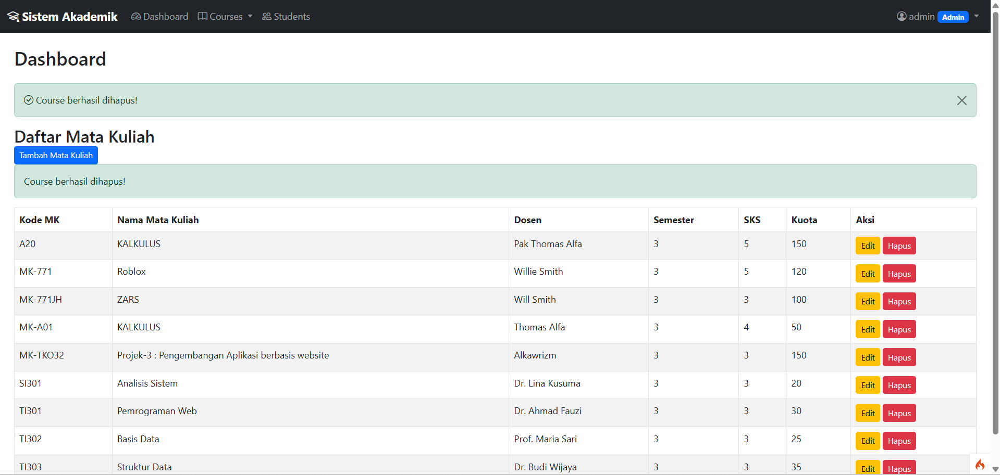 Sistem Akademik Dashboard Courses Students admin Admin
Dashboard
Course berhasil dihapus!
Daftar Mata Kuliah
Tambah Mata Kuliah
Course berhasil dihapus!
Kode MK Nama Mata Kuliah Dosen Semester SKS Kuota Aksi
A20 KALKULUS Pak Thomas Alfa 3 5 150 Edit Hapus
MK-771 Roblox Willie Smith 3 5 120 Edit Hapus
MK-771JH ZARS Will Smith 3 3 100 Edit Hapus
MK-A01 KALKULUS Thomas Alfa 3 4 50 Edit Hapus
MK-TKO32 Projek-3 : Pengembangan Aplikasi berbasis website Alkawrizm 3 3 150 Edit Hapus
SI301 Analisis Sistem Dr. Lina Kusuma 3 3 20 Edit Hapus
TI301 Pemrograman Web Dr. Ahmad Fauzi 3 3 30 Edit Hapus
TI302 Basis Data Prof. Maria Sari 3 3 25 Edit Hapus
TI303 Struktur Data Dr. Budi Wijaya 3 3 35 Edit Hapus